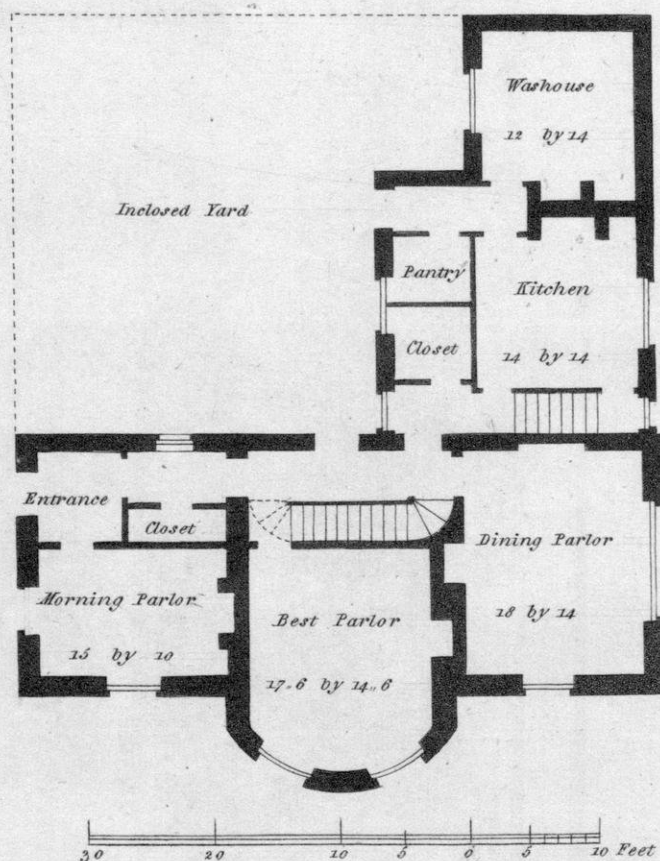 Washouse
12 by 14
Inclosed Yard
Pantry
Kitchen
Closet
14 by 14
Entrance
Closet
Dining Parlor
Morning Parlor
Best Parlor
18 by 14
15 by 10
17.6 by 14,,6
30 20 10 5 0 5 10 Feet